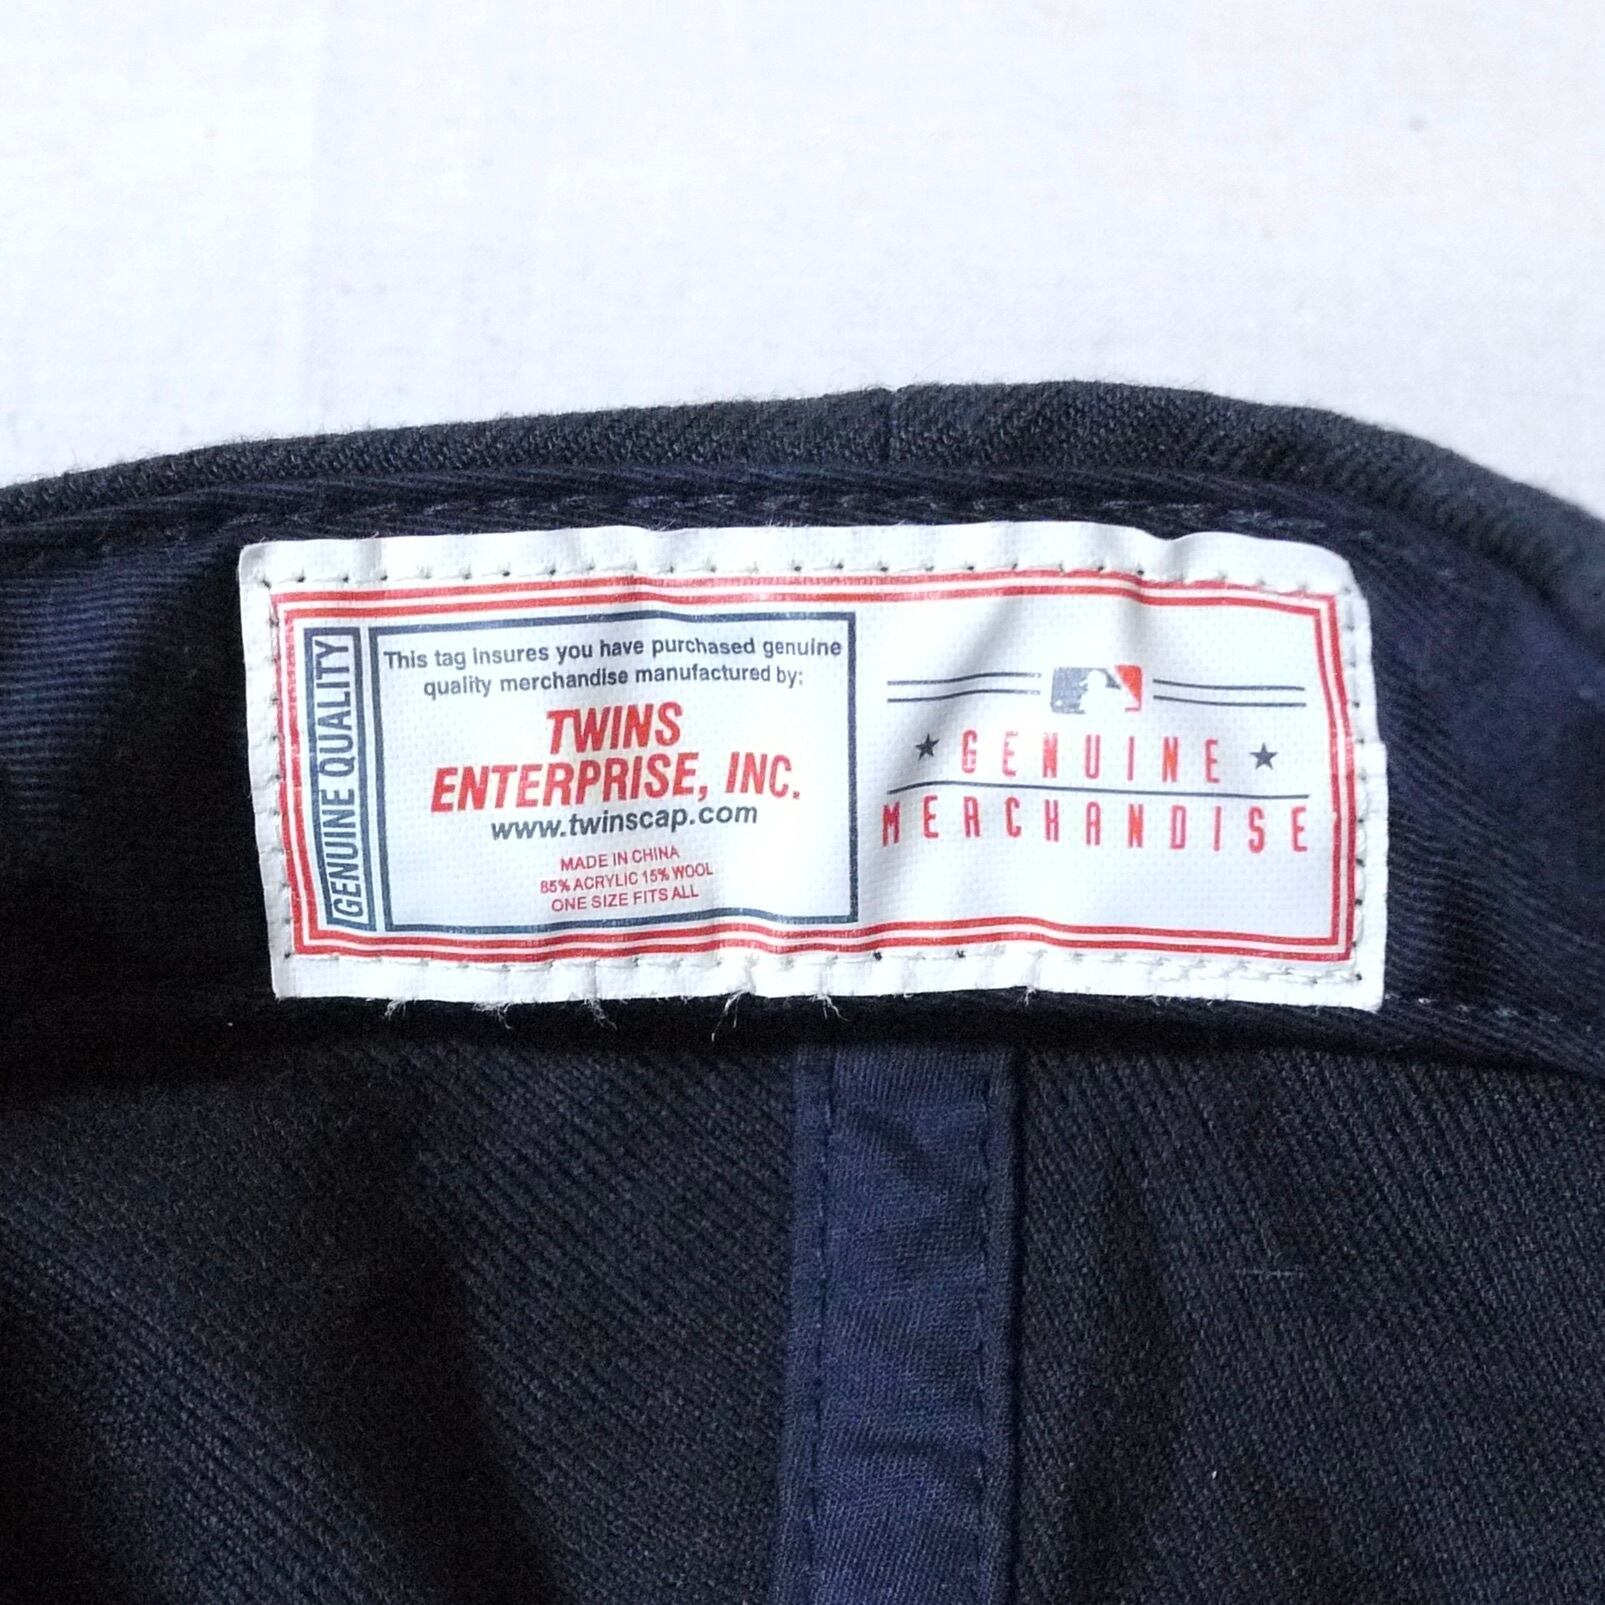 GENUINE QUALITY
This tag insures you have purchased genuine
quality merchandise manufactured by:
TWINS
ENTERPRISE, INC.
www.twinscap.com
MADE IN CHINA
85% ACRYLIC 15% WOOL
ONE SIZE FITS ALL
GENUINE
MERCHANDISE